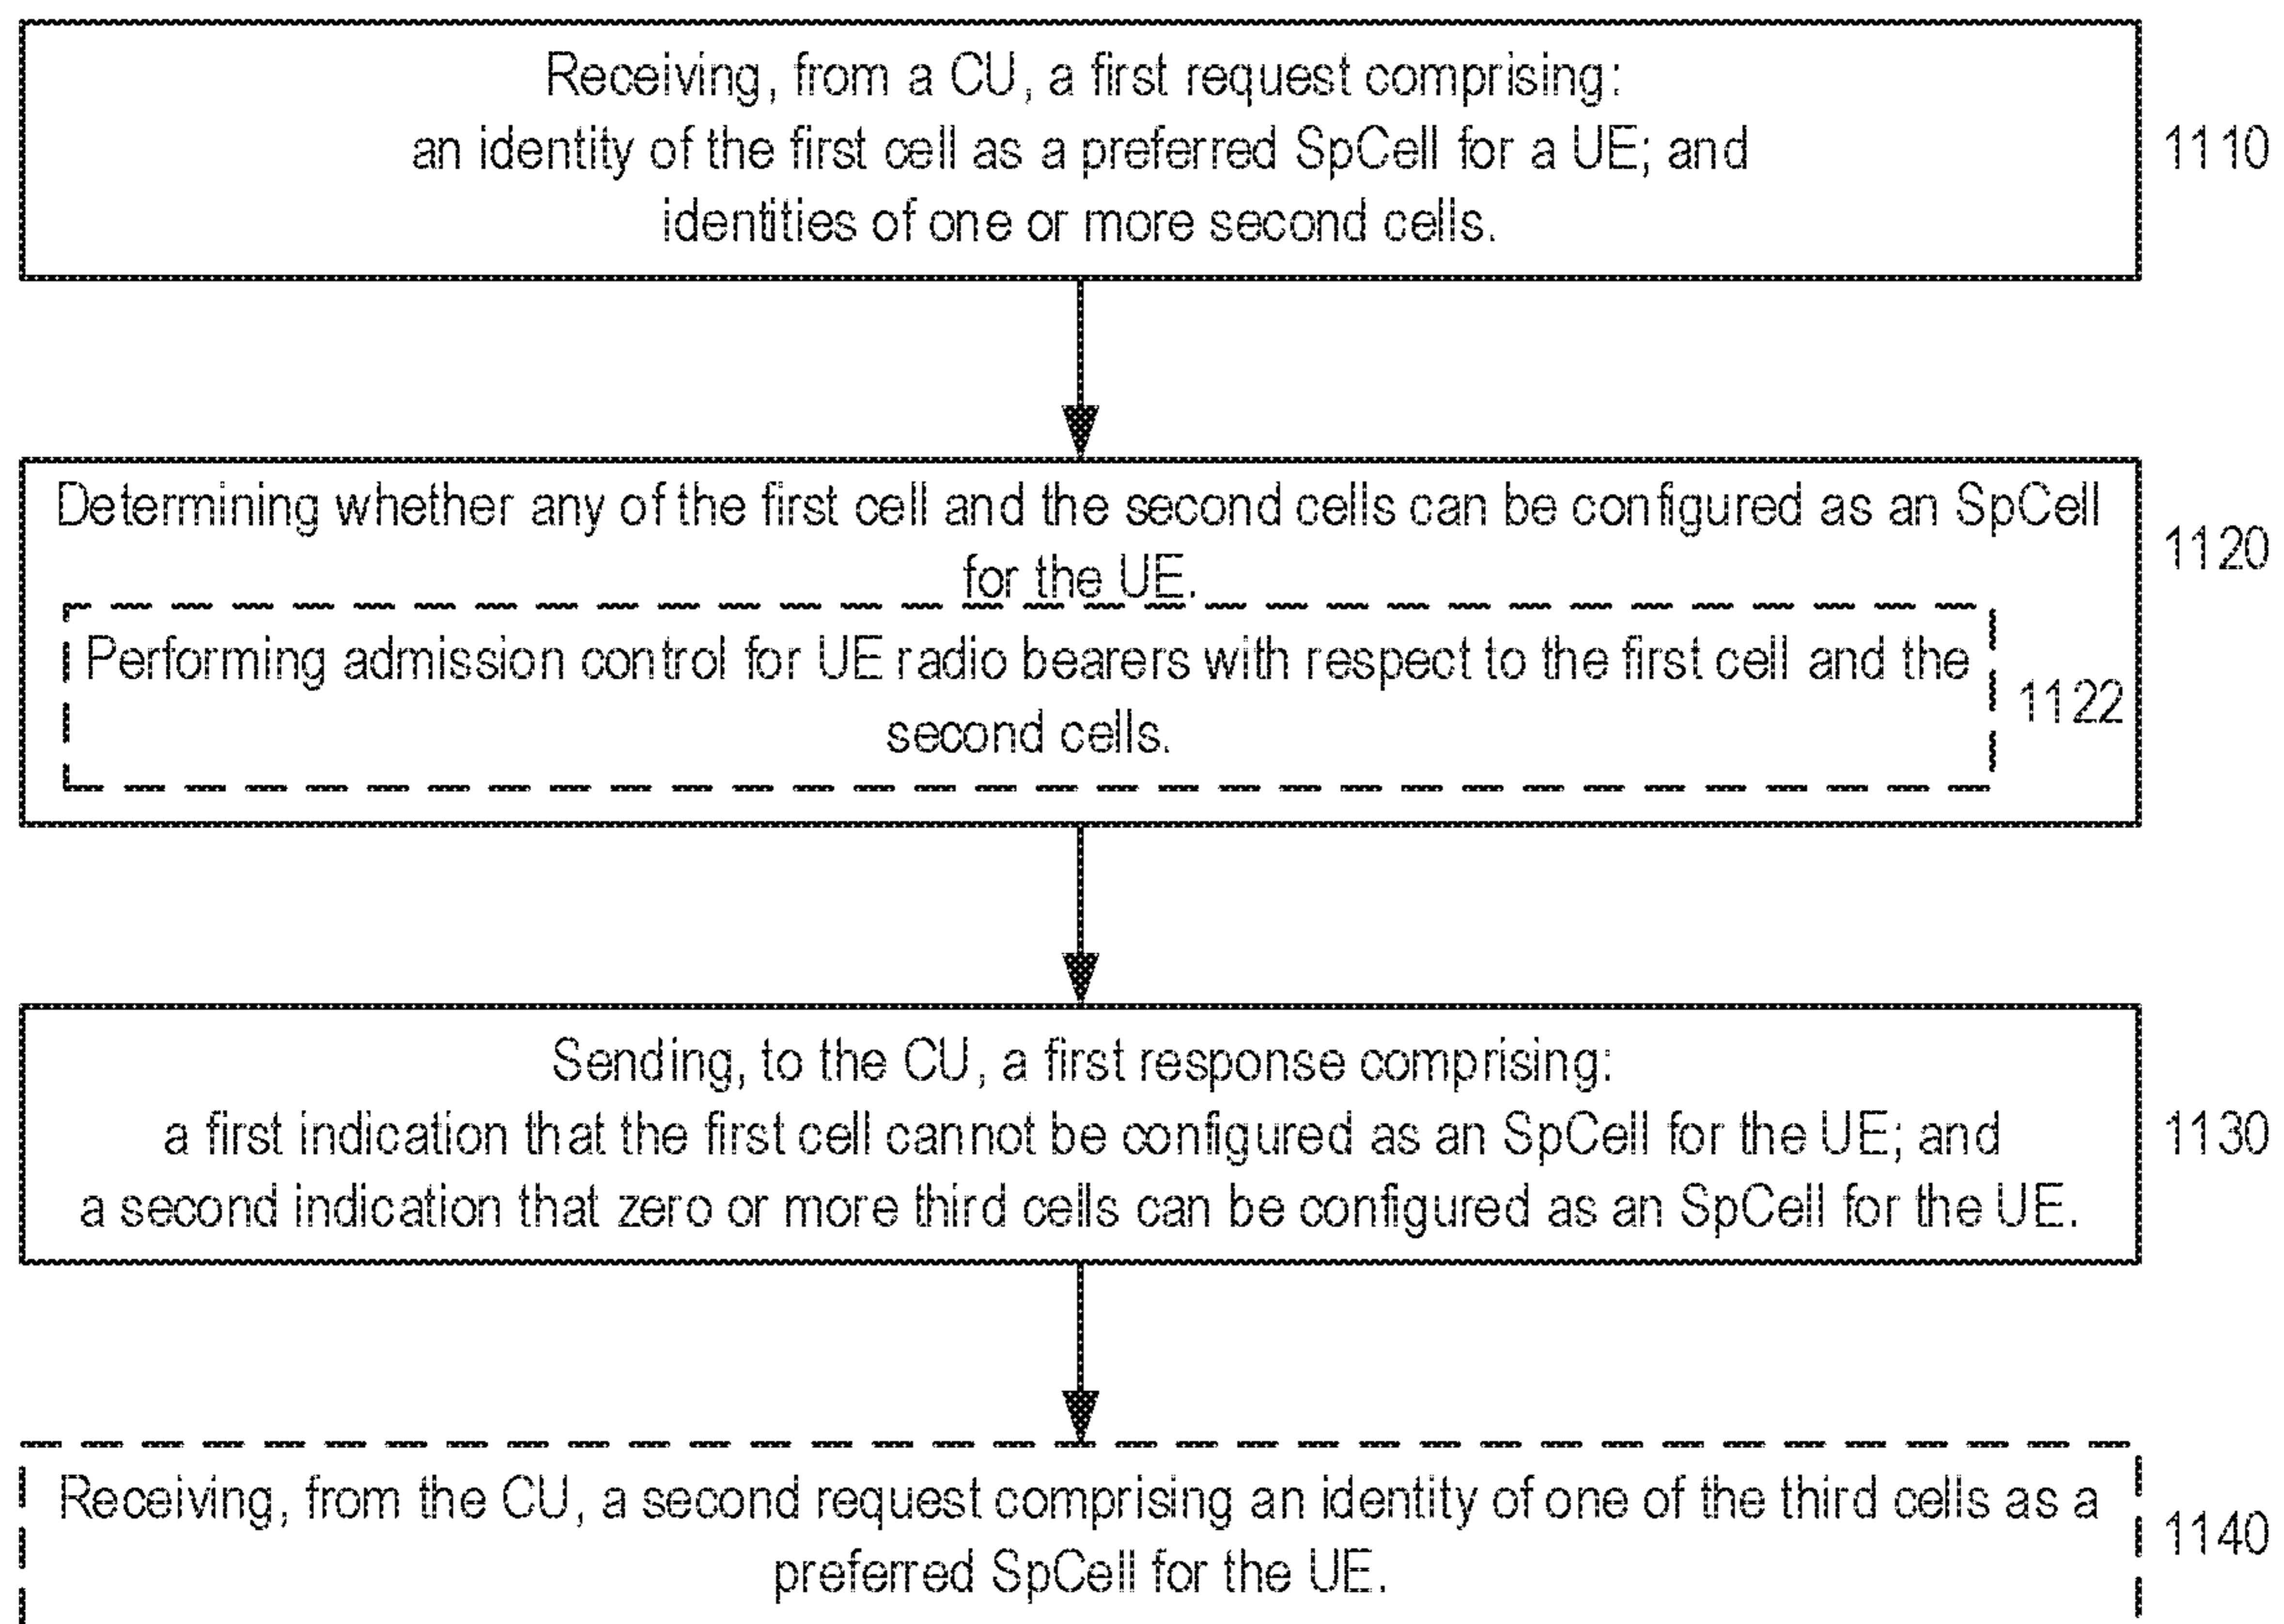 Receiving, from a CU, a first request comprising:
an identity of the first cell as a preferred SpCell for a UE; and
identities of one or more second cells.
1110
Determining whether any of the first cell and the second cells can be configured as an SpCell
for the UE.
1120
Performing admission control for UE radio bearers with respect to the first cell and the
second cells.
1122
Sending, to the CU, a first response comprising:
a first indication that the first cell cannot be configured as an SpCell for the UE; and
a second indication that zero or more third cells can be configured as an SpCell for the UE.
1130
Receiving, from the CU, a second request comprising an identity of one of the third cells as a
preferred SpCell for the UE.
1140